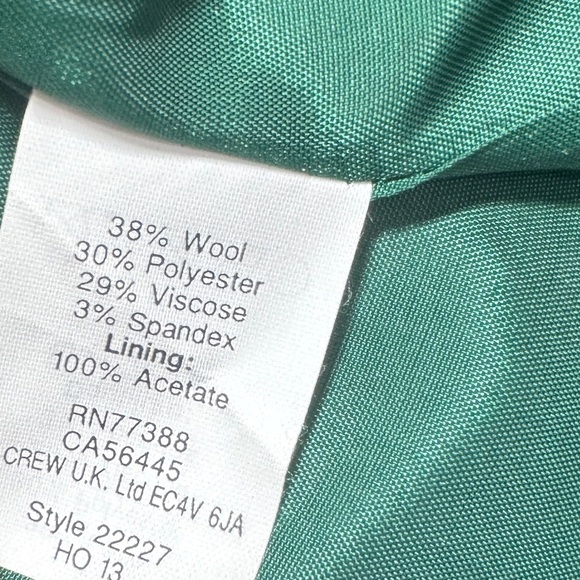 38% Wool
30% Polyester
29% Viscose
3% Spandex
Lining:
100% Acetate
RN77388
CA56445
CREW U.K. Ltd EC4V 6JA
Style 22227
HO 13